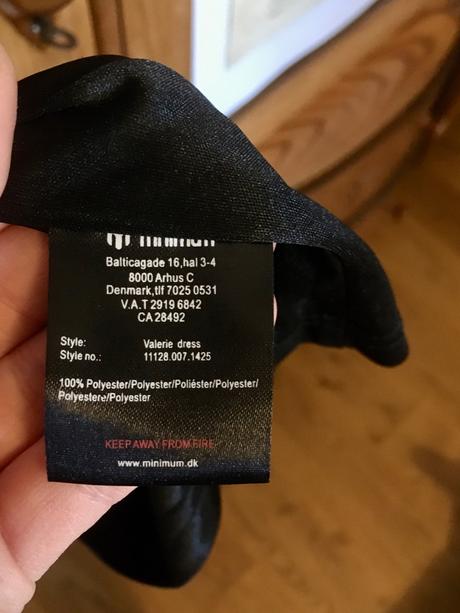 minimum
Balticagade 16,hal 3-4
8000 Arhus C
Denmark,tlf 7025 0531
V.A.T 2919 6842
CA 28492
Style: Valerie dress
Style no.: 11128.007.1425
100% Polyester/Polyester/Poliéster/Polyester/
Polyestere/Polyester
KEEP AWAY FROM FIRE
www.minimum.dk